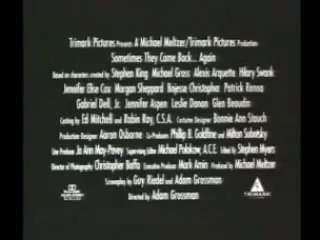 Trimark Pictures Presents A Michael Meltzer/Trimark Pictures Production
Sometimes They Come Back... Again
Based on characters created by Stephen King Michael Gross Alexis Arquette Hilary Swank
Jennifer Elise Cox Morgan Sheppard Bojesse Christopher Patrick Renna
Gabriel Dell, Jr. Jennifer Aspen Leslie Danon Glen Beaudin
Casting by Ed Mitchell and Robin Ray, C.S.A. Costume Designer Bonnie Ann Stauch
Production Designer Aaron Osborne Co-Producers Philip B. Goldfine and Milton Subotsky
Line Producer Jo Ann May-Pavey Supervising Editor Michael Polakow, A.C.E. Edited by Stephen Myers
Director of Photography Christopher Baffa Executive Producer Mark Amin Produced by Michael Meltzer
Screenplay by Guy Riedel and Adam Grossman
Directed by Adam Grossman
TRIMARK